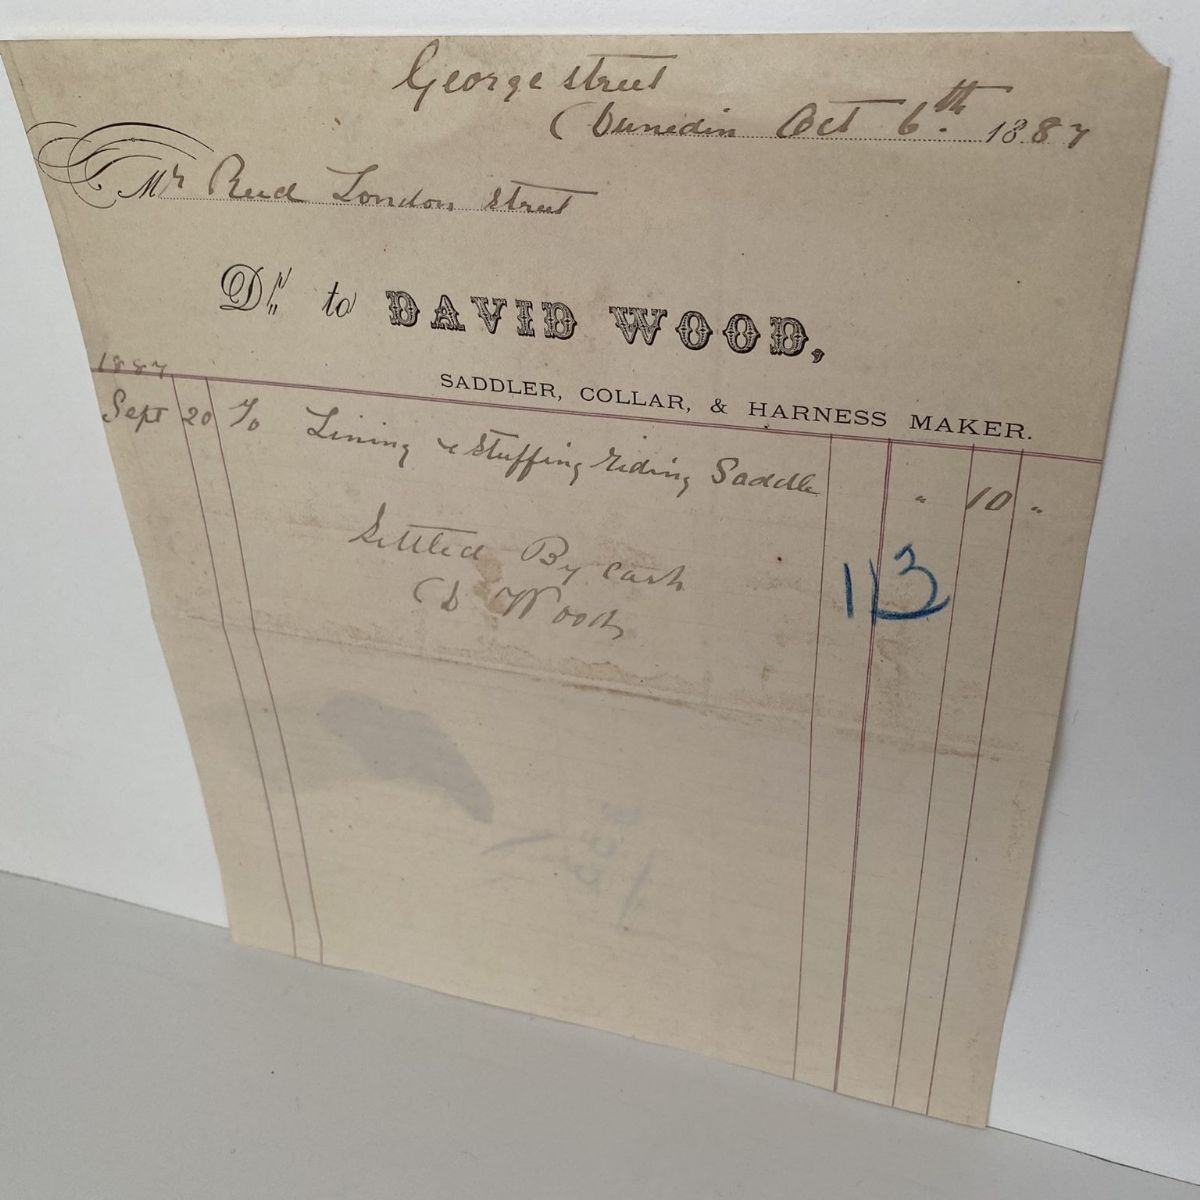 George Street
Dunedin Oct 6th. 1887
Mr Reid London Street
Dr. to DAVID WOOD,
SADDLER, COLLAR, & HARNESS MAKER.
1887
Sept 20 To Lining & Stuffing riding Saddle " 10 "
Settled By Cash
D Wood
113